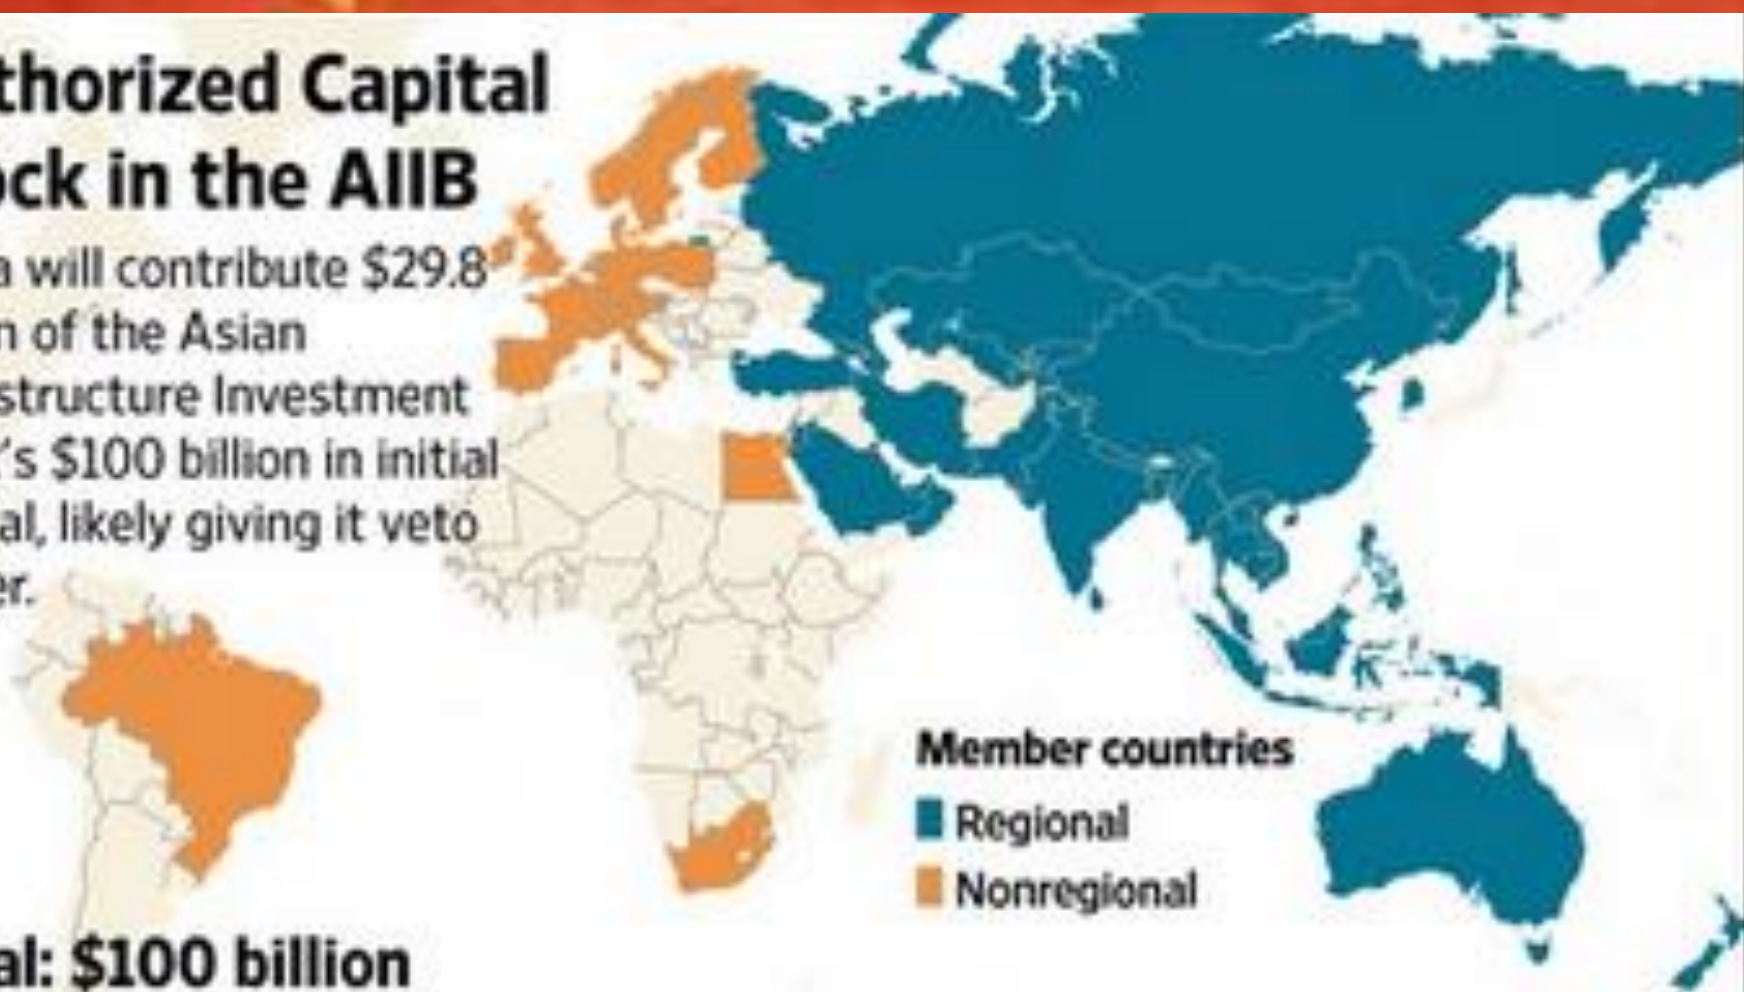 thorized Capital
ock in the AIIB
a will contribute $29.8
n of the Asian
structure Investment
's $100 billion in initial
al, likely giving it veto
er.
Member countries
Regional
Nonregional
al: $100 billion